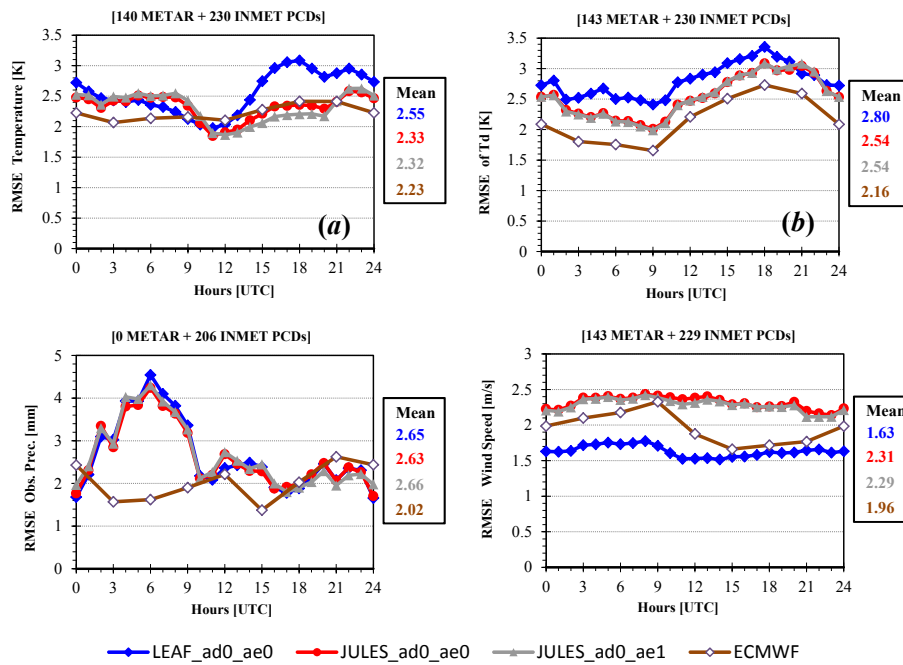 [140 METAR + 230 INMET PCDs]
RMSE Temperature [K]
3.5
3
2.5
2
1.5
1
0.5
0
0 3 6 9 12 15 18 21 24
Hours [UTC]
(a)
Mean
2.55
2.33
2.32
2.23
[143 METAR + 230 INMET PCDs]
RMSE of Td [K]
3.5
3
2.5
2
1.5
1
0.5
0
0 3 6 9 12 15 18 21 24
Hours [UTC]
(b)
Mean
2.80
2.54
2.54
2.16
[0 METAR + 206 INMET PCDs]
RMSE Obs. Prec. [mm]
5
4
3
2
1
0
0 3 6 9 12 15 18 21 24
Hours [UTC]
Mean
2.65
2.63
2.66
2.02
[143 METAR + 229 INMET PCDs]
RMSE Wind Speed [m/s]
3
2.5
2
1.5
1
0.5
0
0 3 6 9 12 15 18 21 24
Hours [UTC]
Mean
1.63
2.31
2.29
1.96
LEAF_ad0_ae0 JULES_ad0_ae0 JULES_ad0_ae1 ECMWF